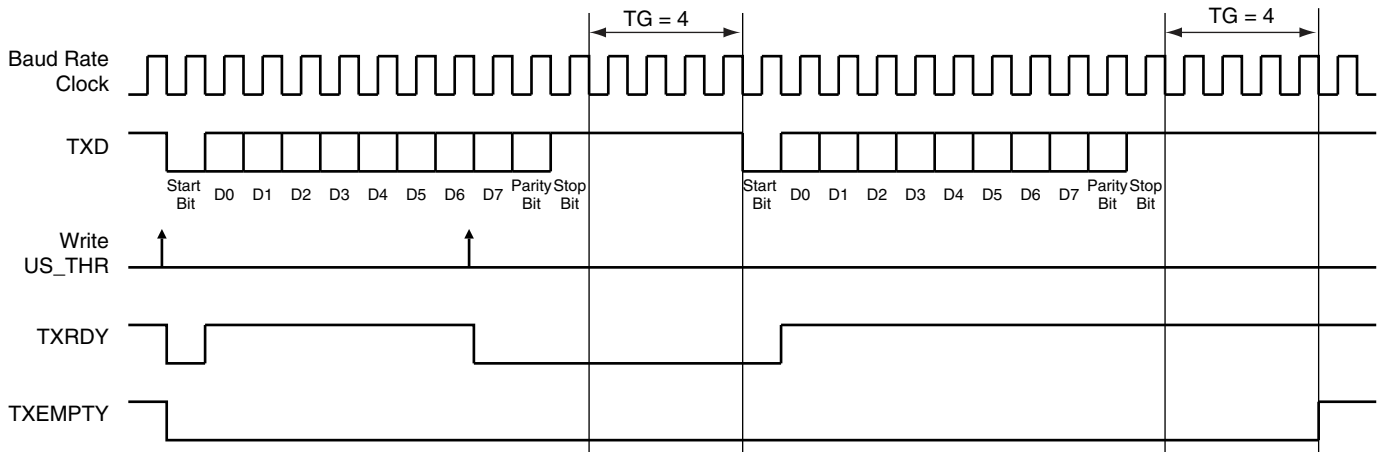 TG = 4
TG = 4
Baud Rate
Clock
TXD
Start
Bit
D0
D1
D2
D3
D4
D5
D6
D7
Parity
Bit
Stop
Bit
Start
Bit
D0
D1
D2
D3
D4
D5
D6
D7
Parity
Bit
Stop
Bit
Write
US_THR
TXRDY
TXEMPTY